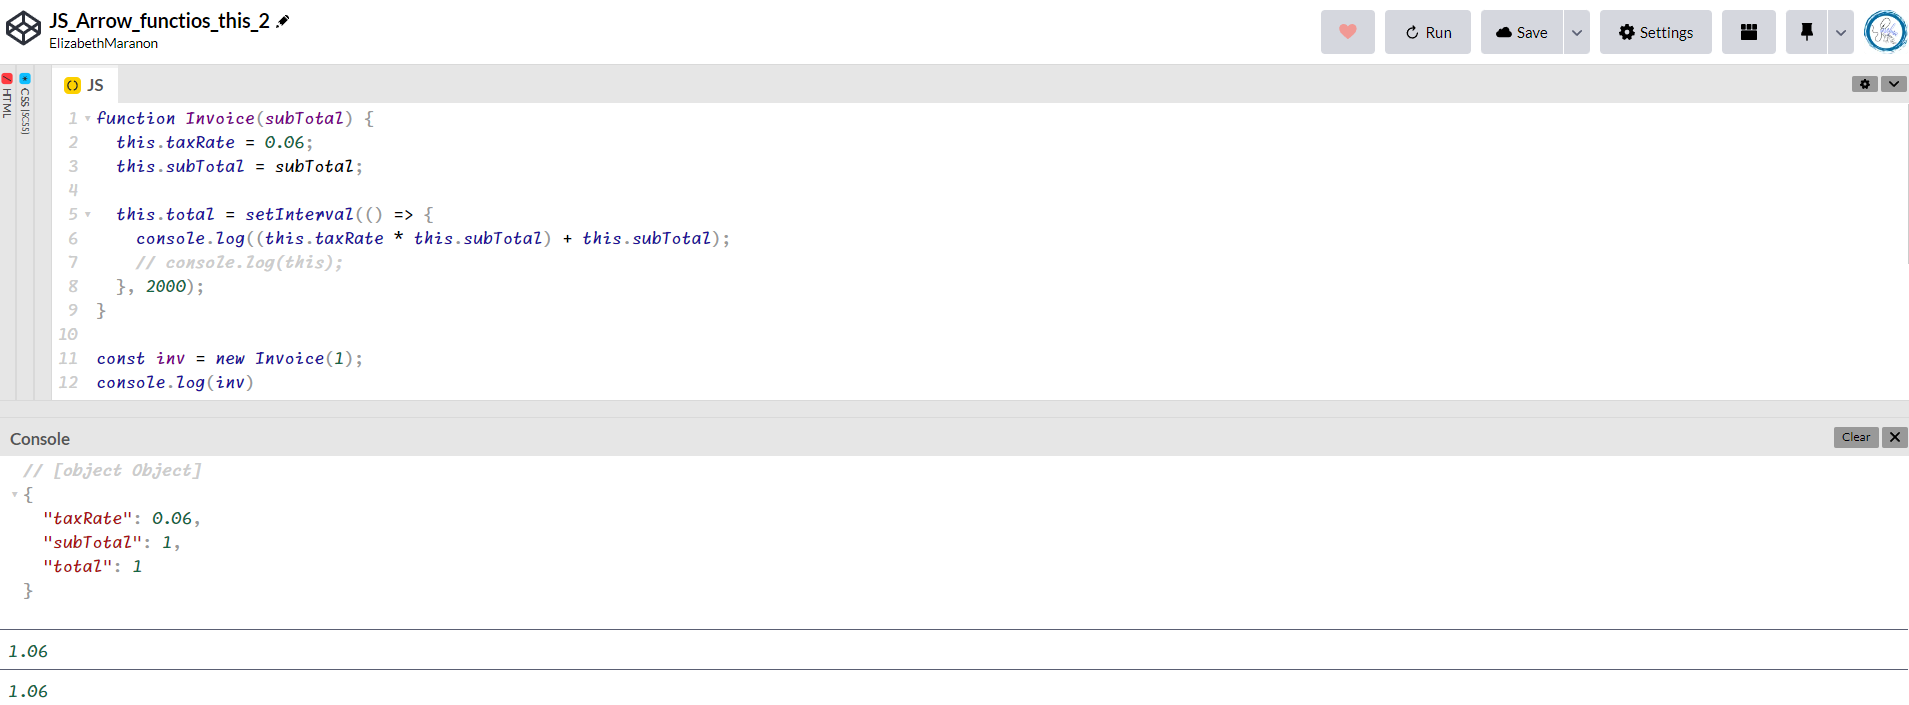 JS_Arrow_functios_this_2
ElizabethMaranon
Run
Save
Settings
HTML
CSS (SCSS)
JS
1 function Invoice(subTotal) {
2 this.taxRate = 0.06;
3 this.subTotal = subTotal;
4
5 this.total = setInterval(() => {
6 console.log((this.taxRate * this.subTotal) + this.subTotal);
7 // console.log(this);
8 }, 2000);
9 }
10
11 const inv = new Invoice(1);
12 console.log(inv)
Console
Clear
// [object Object]
{
"taxRate": 0.06,
"subTotal": 1,
"total": 1
}
1.06
1.06